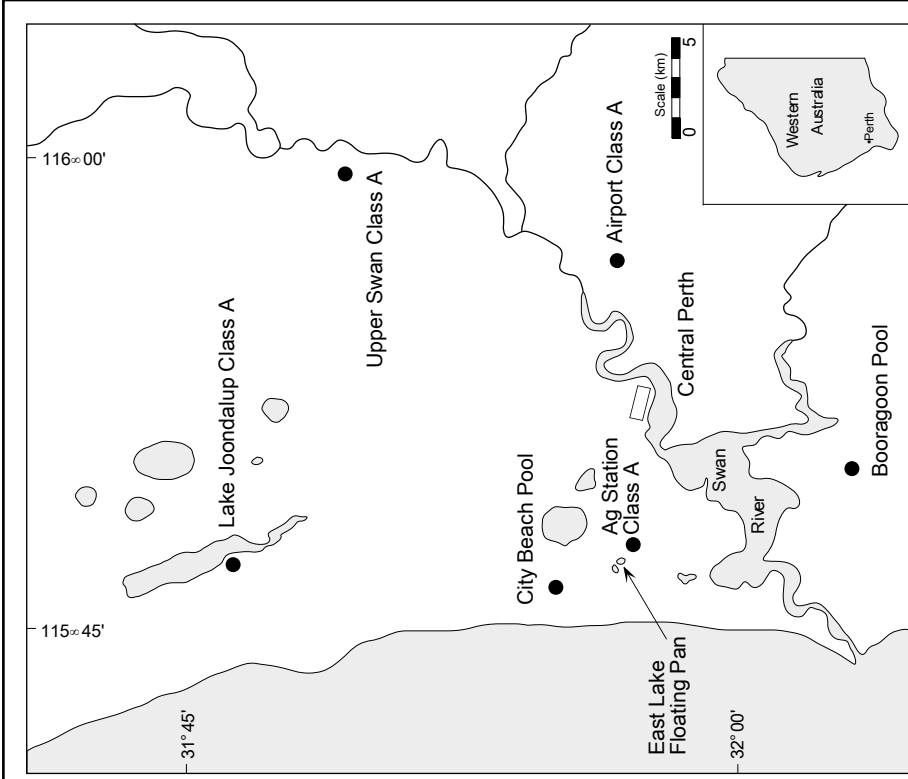 116∞00'
115∞45'
31°45'
32°00'
Lake Joondalup Class A
Upper Swan Class A
City Beach Pool
Ag Station
Class A
Airport Class A
Central Perth
East Lake
Floating Pan
Swan
River
Booragoon Pool
Scale (km)
0
5
Western
Australia
Perth